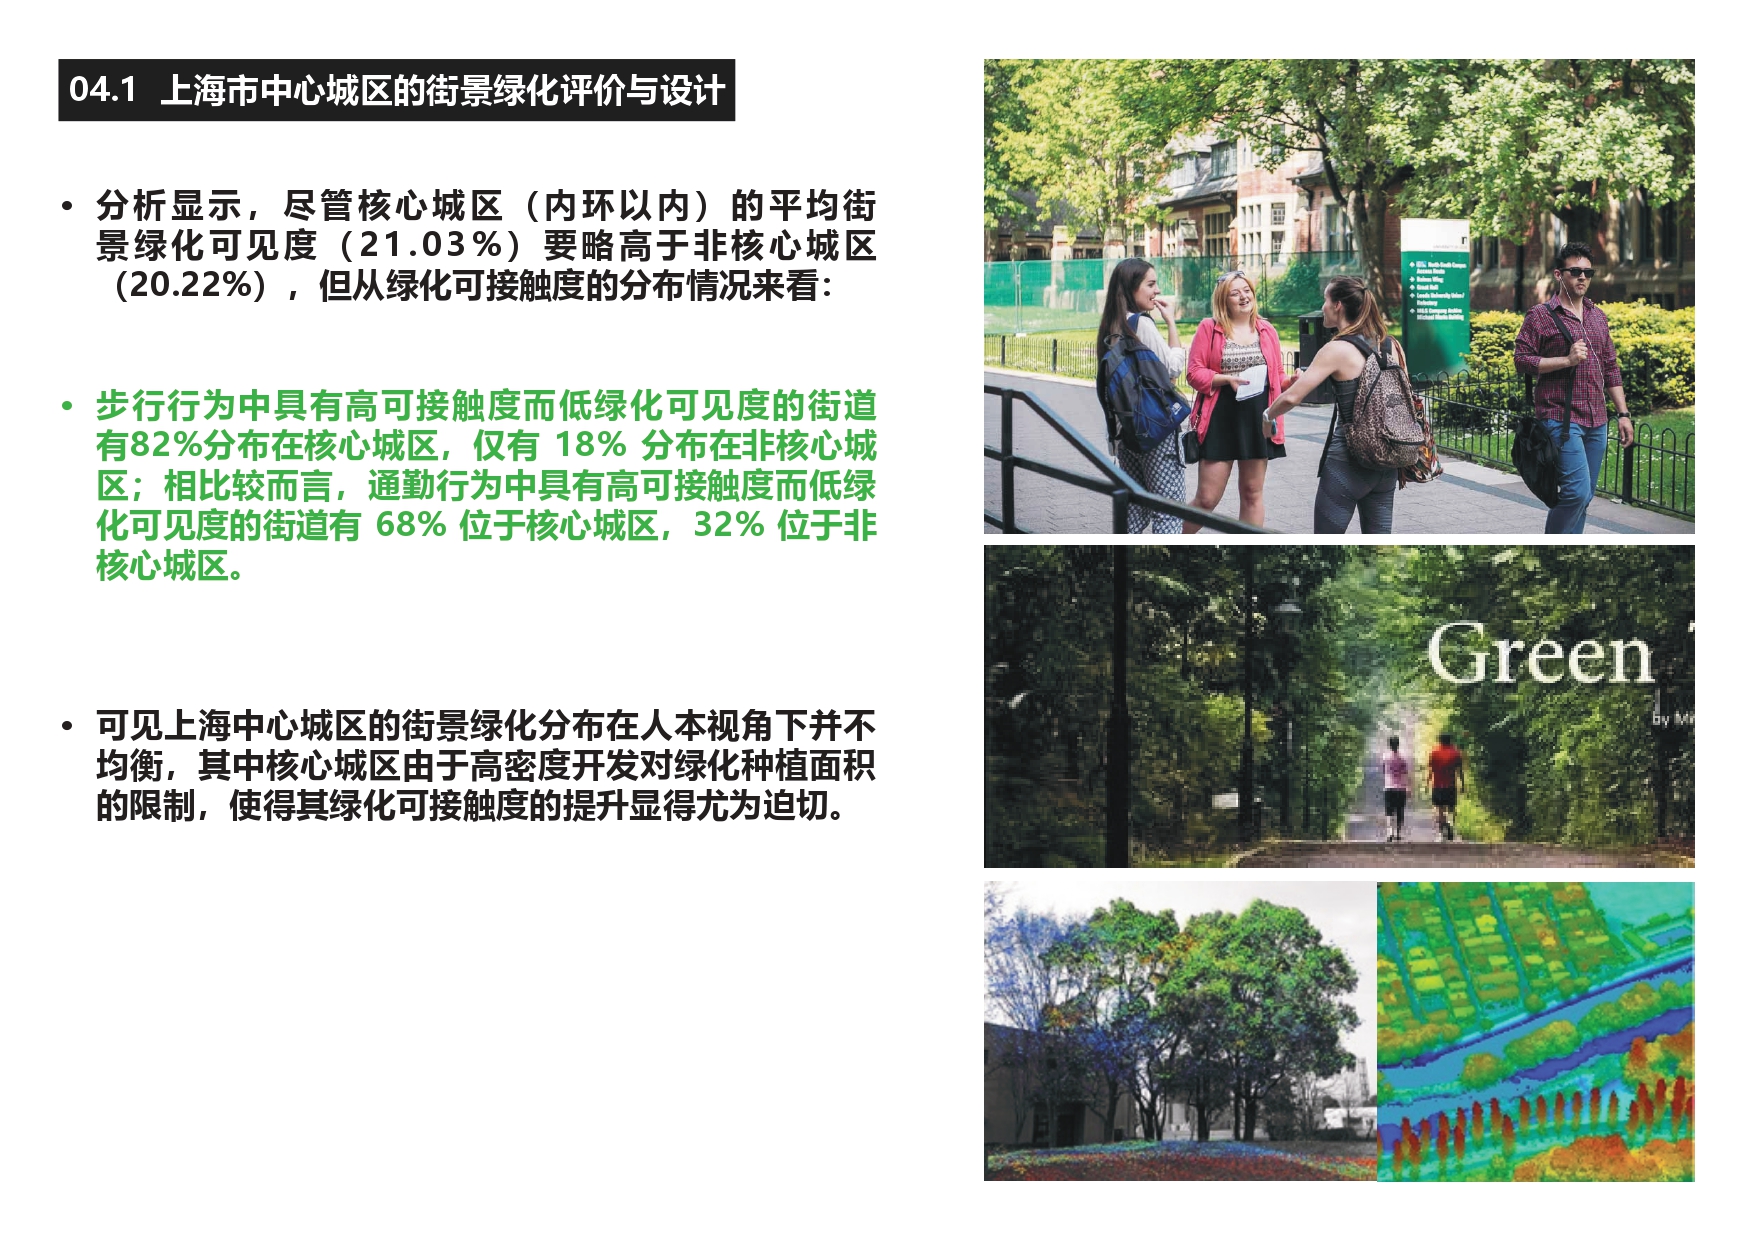 04.1 上海市中心城区的街景绿化评价与设计
• 分析显示，尽管核心城区（内环以内）的平均街
景绿化可见度（21.03%）要略高于非核心城区
（20.22%），但从绿化可接触度的分布情况来看：
• 步行行为中具有高可接触度而低绿化可见度的街道
有82%分布在核心城区，仅有 18% 分布在非核心城
区；相比较而言，通勤行为中具有高可接触度而低绿
化可见度的街道有 68% 位于核心城区，32% 位于非
核心城区。
• 可见上海中心城区的街景绿化分布在人本视角下并不
均衡，其中核心城区由于高密度开发对绿化种植面积
的限制，使得其绿化可接触度的提升显得尤为迫切。
North South Campus
Access Route
Great Hall
Leeds University Union/
Refectory
Green
by